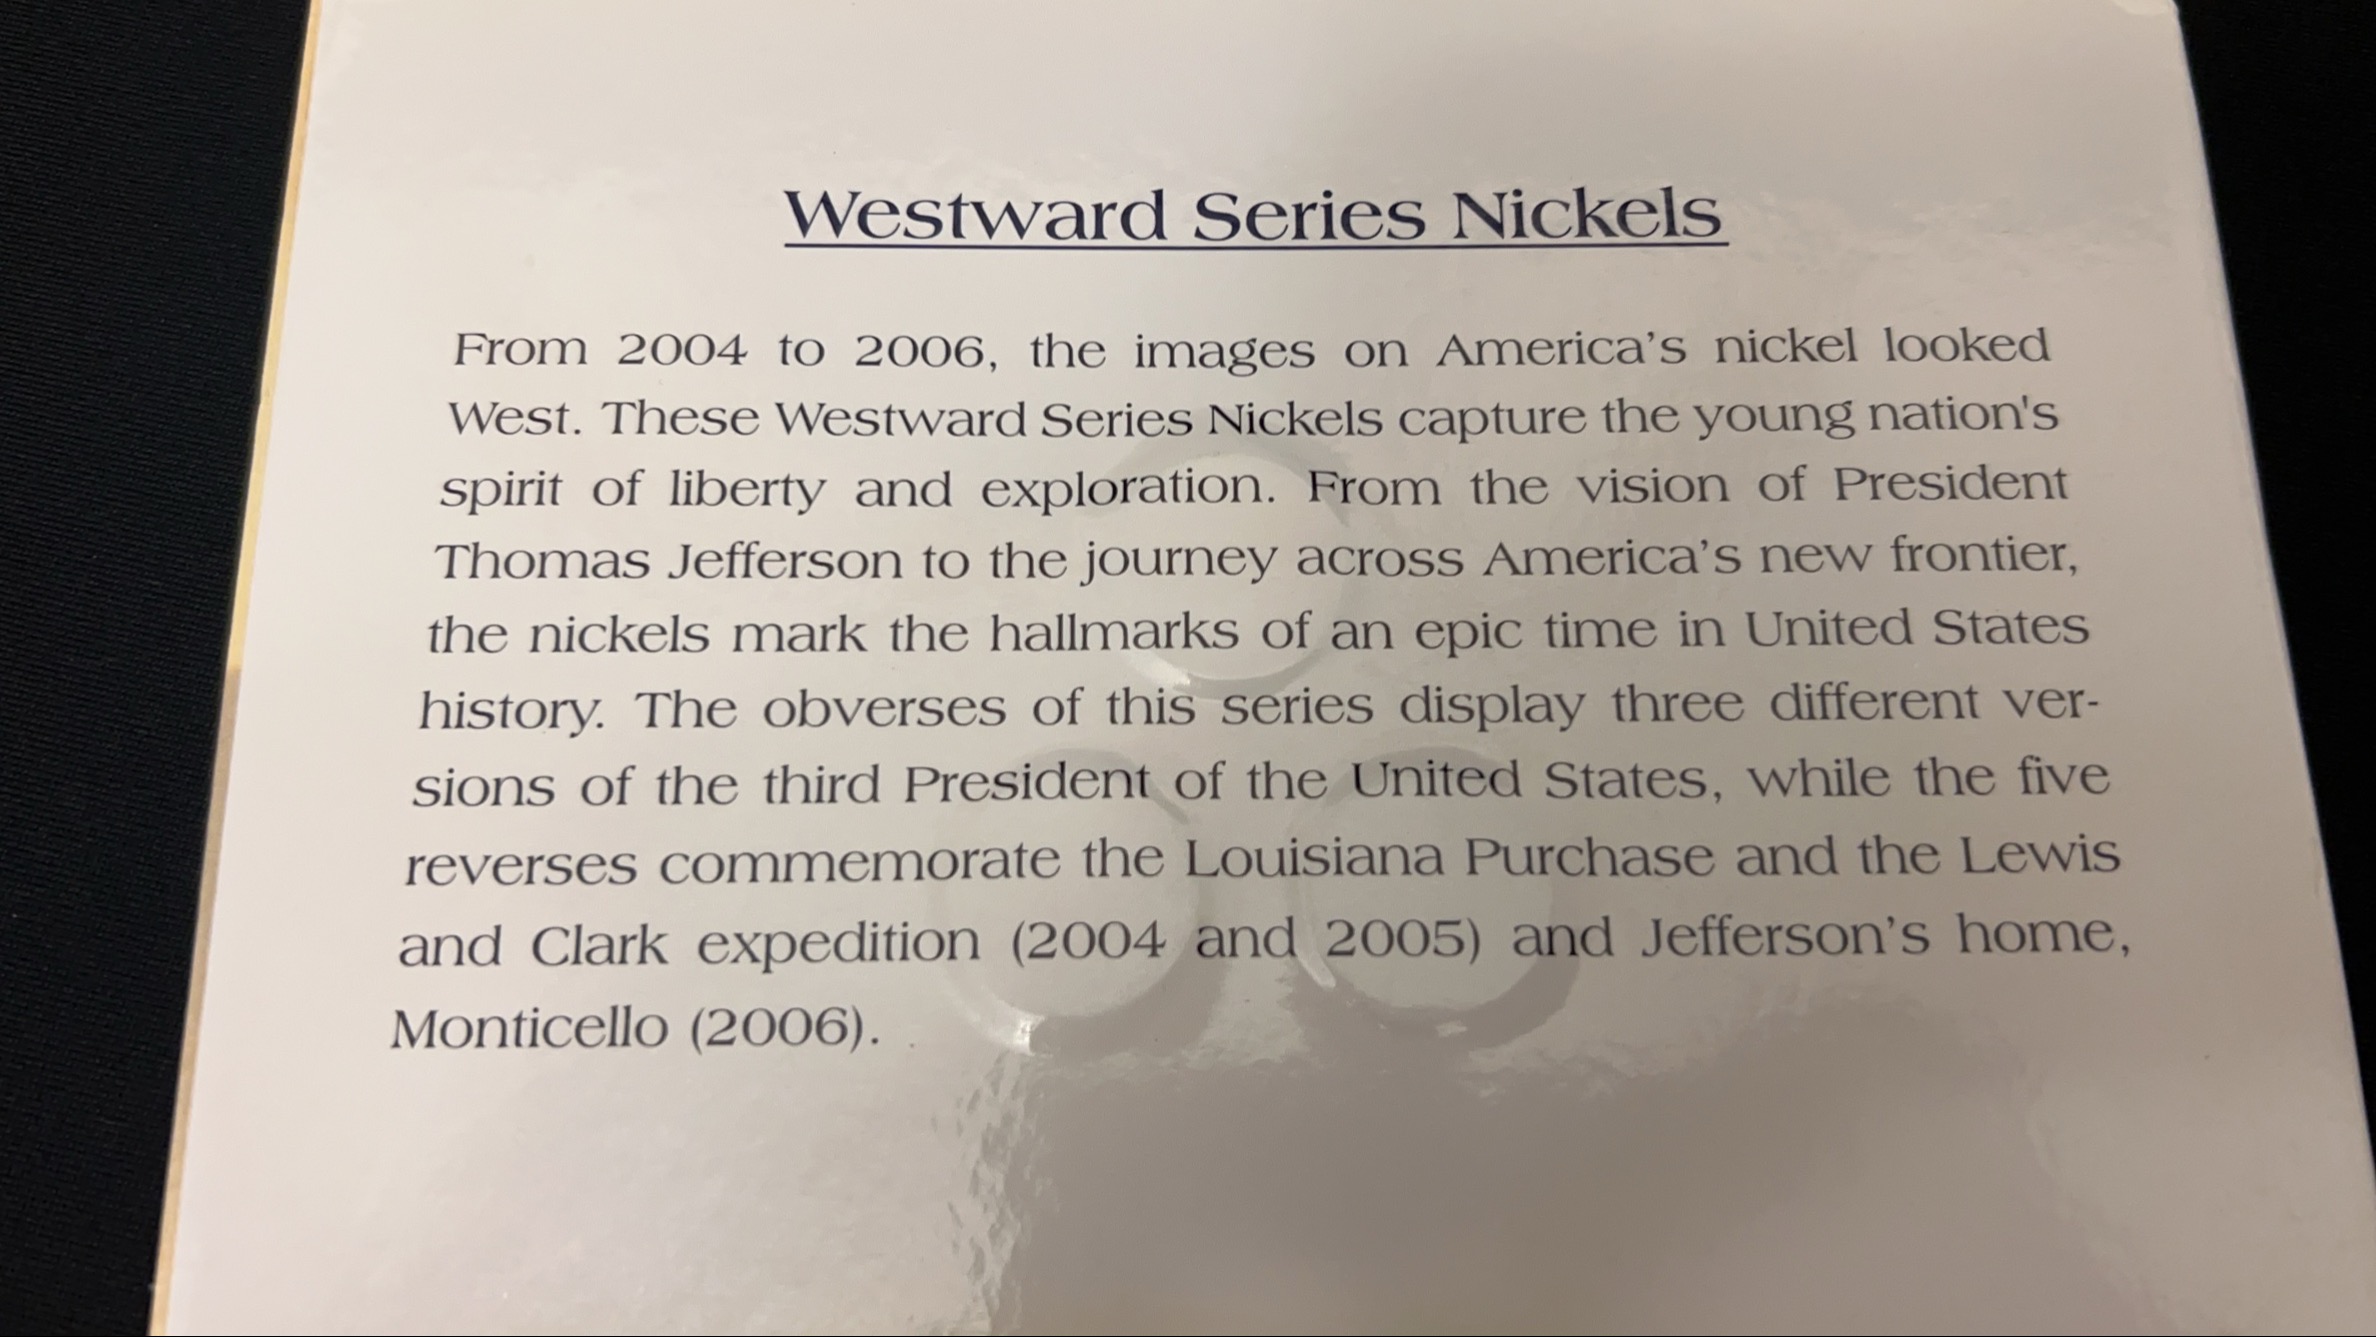 Westward Series Nickels
From 2004 to 2006, the images on America’s nickel looked
West. These Westward Series Nickels capture the young nation's
spirit of liberty and exploration. From the vision of President
Thomas Jefferson to the journey across America’s new frontier,
the nickels mark the hallmarks of an epic time in United States
history. The obverses of this series display three different ver-
sions of the third President of the United States, while the five
reverses commemorate the Louisiana Purchase and the Lewis
and Clark expedition (2004 and 2005) and Jefferson’s home,
Monticello (2006).